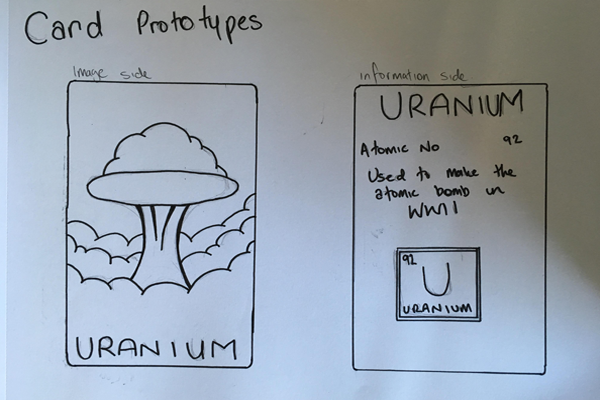 Card Prototypes
Image side
URANIUM
information side
URANIUM
Atomic No 92
Used to make the
atomic bomb in
WWII
92
U
URANIUM